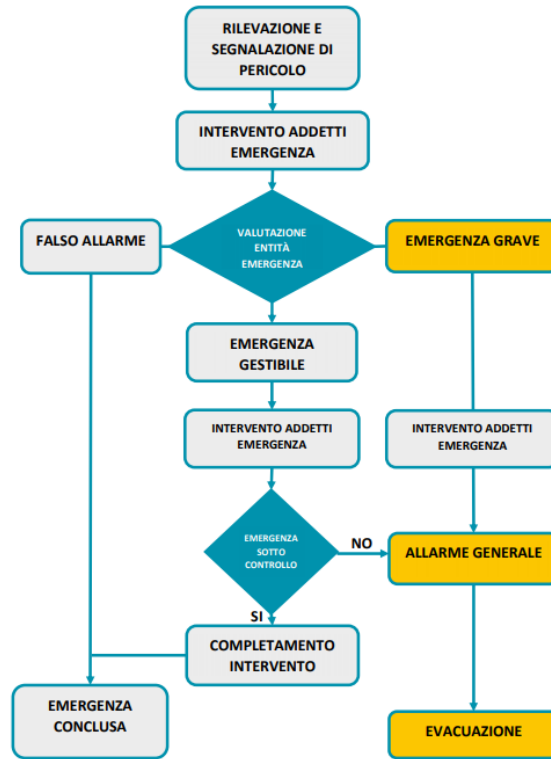 RILEVAZIONE E
SEGNALAZIONE DI
PERICOLO
INTERVENTO ADDETTI
EMERGENZA
FALSO ALLARME
VALUTAZIONE
ENTITÀ
EMERGENZA
EMERGENZA GRAVE
EMERGENZA
GESTIBILE
INTERVENTO ADDETTI
EMERGENZA
INTERVENTO ADDETTI
EMERGENZA
EMERGENZA
SOTTO
CONTROLLO
NO
ALLARME GENERALE
SI
COMPLETAMENTO
INTERVENTO
EMERGENZA
CONCLUSA
EVACUAZIONE